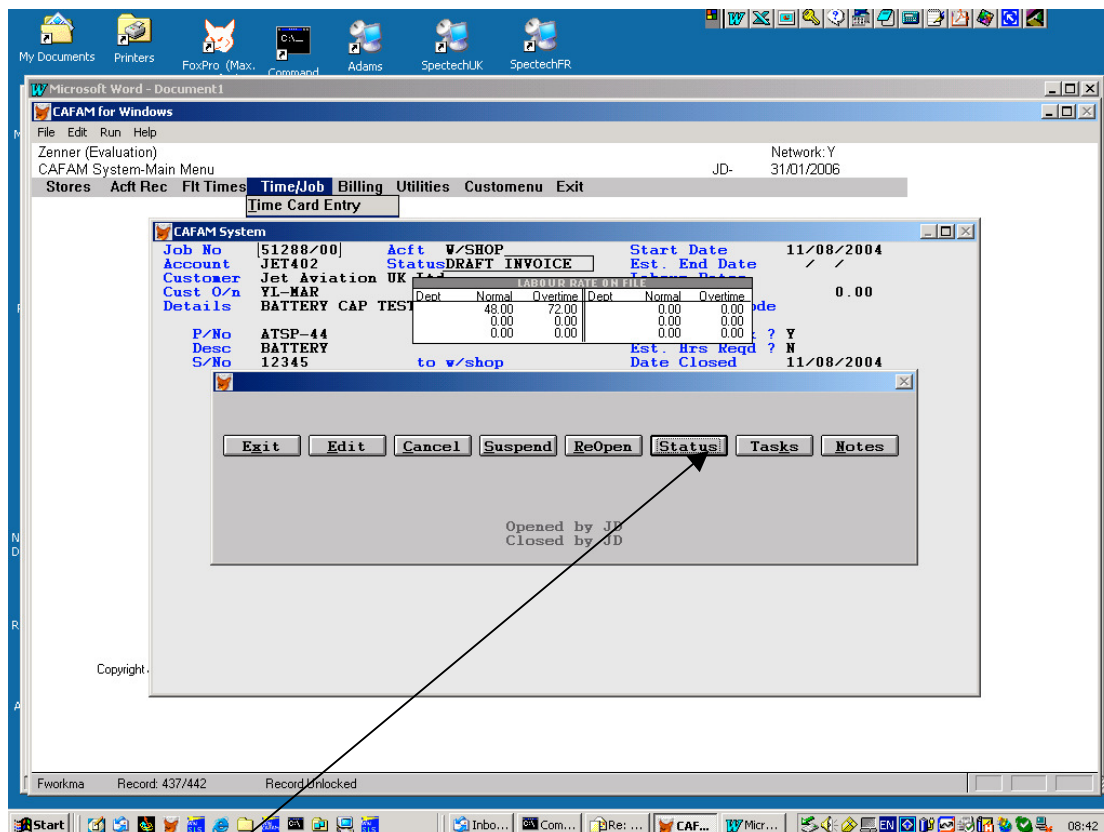 My Documents
Printers
FoxPro (Max.
Command
Adams
SpectechUK
SpectechFR
Microsoft Word - Document1
CAFAM for Windows
File Edit Run Help
Zenner (Evaluation) Network:Y
CAFAM System-Main Menu JD- 31/01/2006
Stores Acft Rec Flt Times Time/Job Billing Utilities Customenu Exit
Time Card Entry
CAFAM System
Job No 51288/00 Acft W/SHOP Start Date 11/08/2004
Account JET402 Status DRAFT INVOICE Est. End Date / /
Customer Jet Aviation UK
Cust O/n YL-MAR 0.00
Details BATTERY CAP TEST
LABOUR RATE ON FILE
Dept Normal Overtime Dept Normal Overtime
48.00 72.00 0.00 0.00
0.00 0.00 0.00 0.00
0.00 0.00 0.00 0.00
P/No ATSP-44 ? Y
Desc BATTERY Est. Hrs Reqd ? N
S/No 12345 to w/shop Date Closed 11/08/2004
Exit Edit Cancel Suspend ReOpen Status Tasks Notes
Opened by JD
Closed by JD
Copyright
Fworkma Record: 437/442 Record Unlocked
Start Inbo... Com... Re: ... CAF... Micr... EN 08:42